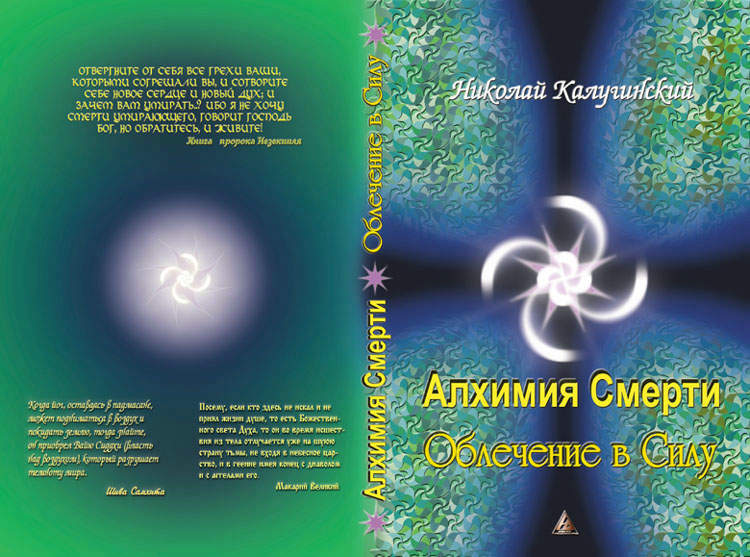 ОТВЕРГНИТЕ ОТ СЕБЯ ВСЕ ГРЕХИ ВАШИ,
КОТОРЫМИ СОГРЕШАЛИ ВЫ, И СОТВОРИТЕ
СЕБЕ НОВОЕ СЕРДЦЕ И НОВЫЙ ДУХ; И
ЗАЧЕМ ВАМ УМИРАТЬ..? ИБО Я НЕ ХОЧУ
СМЕРТИ УМИРАЮЩЕГО, ГОВОРИТ ГОСПОДЬ
БОГ, НО ОБРАТИТЕСЬ, И ЖИВИТЕ!
Книга пророка Иезекииля
Когда йог, оставаясь в падмасане,
может подниматься в воздух и
покидать землю, тогда знайте,
он приобрел Вайю Сиддхи (власть
над воздухом), который разрушает
темноту мира.
Шива Самхита
Посему, если кто здесь не искал и не
приял жизни душе, то есть Божествен-
ного света Духа, то он во время исшест-
вия из тела отлучается уже на шуюю
страну тьмы, не входя в небесное цар-
ство, и в геенне имея конец с диаволом
и с аггелами его.
Макарий Великий
Алхимия Смерти
Облечение в Силу
Николай Калугинский
Алхимия Смерти
Облечение в Силу